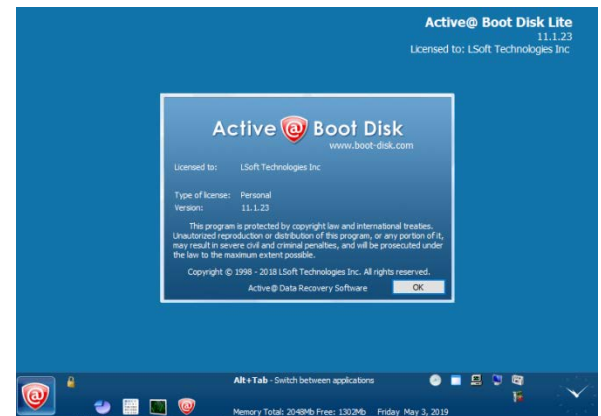 Active@ Boot Disk Lite
11.1.23
Licensed to: LSoft Technologies Inc
Active@ Boot Disk
www.boot-disk.com
Licensed to: LSoft Technologies Inc
Type of license: Personal
Version: 11.1.23
This program is protected by copyright law and international treaties.
Unautorized reproduction or distribution of this program, or any portion of it,
may result in severe civil and criminal penalties, and will be prosecuted under
the law to the maximum extent possible.
Copyright © 1998 - 2018 LSoft Technologies Inc. All rights reserved.
Active@ Data Recovery Software
OK
Alt+Tab - Switch between applications
Memory Total: 2048Mb Free: 1302Mb Friday May 3, 2019